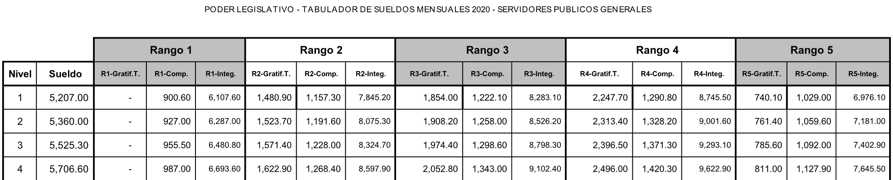 PODER LEGISLATIVO - TABULADOR DE SUELDOS MENSUALES 2020 - SERVIDORES PUBLICOS GENERALES
Rango 1 Rango 2 Rango 3 Rango 4 Rango 5
Nivel Sueldo R1-Gratif.T. R1-Comp. R1-Integ. R2-Gratif.T. R2-Comp. R2-Integ. R3-Gratif.T. R3-Comp. R3-Integ. R4-Gratif.T. R4-Comp. R4-Integ. R5-Gratif.T. R5-Comp. R5-Integ.
1 5,207.00 - 900.60 6,107.60 1,480.90 1,157.30 7,845.20 1,854.00 1,222.10 8,283.10 2,247.70 1,290.80 8,745.50 740.10 1,029.00 6,976.10
2 5,360.00 - 927.00 6,287.00 1,523.70 1,191.60 8,075.30 1,908.20 1,258.00 8,526.20 2,313.40 1,328.20 9,001.60 761.40 1,059.60 7,181.00
3 5,525.30 - 955.50 6,480.80 1,571.40 1,228.00 8,324.70 1,974.40 1,298.60 8,798.30 2,396.50 1,371.30 9,293.10 785.60 1,092.00 7,402.90
4 5,706.60 - 987.00 6,693.60 1,622.90 1,268.40 8,597.90 2,052.80 1,343.00 9,102.40 2,496.00 1,420.30 9,622.90 811.00 1,127.90 7,645.50